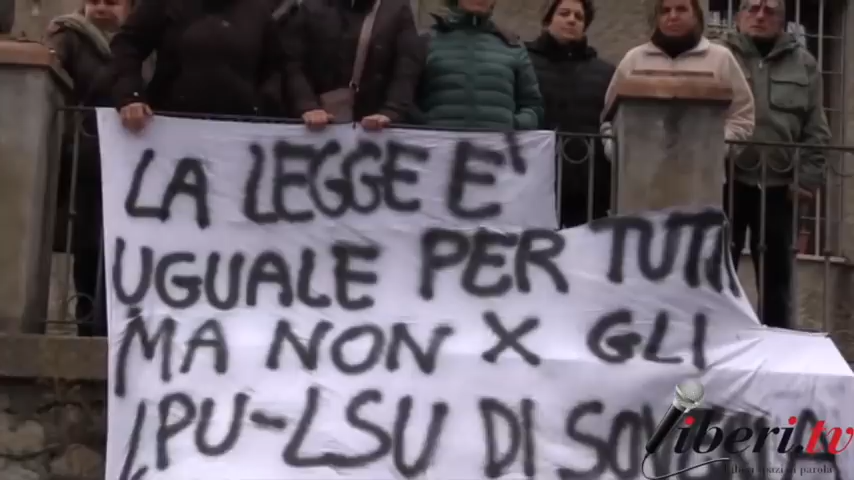 LA LEGGE E'
UGUALE PER TUTTI
MA NON X GLI
LPU-LSU DI
liberi.tv